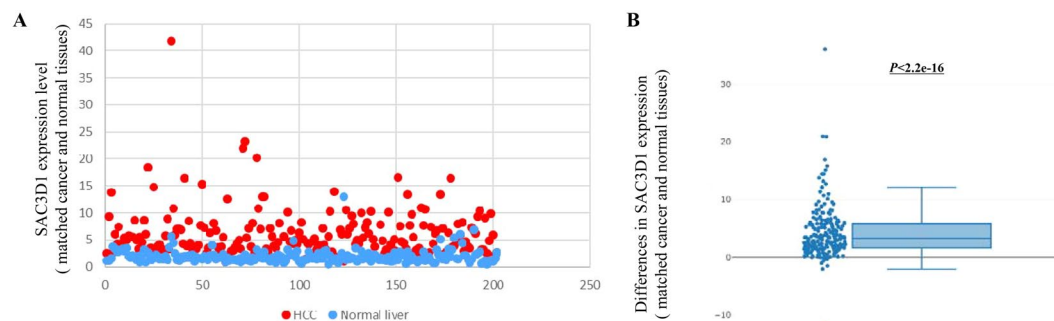 A
SAC3D1 expression level
( matched cancer and normal tissues)
45
40
35
30
25
20
15
10
5
0
0
50
100
150
200
250
HCC
Normal liver
B
Differences in SAC3D1 expression
( matched cancer and normal tissues)
P<2.2e-16
30
20
10
0
−10